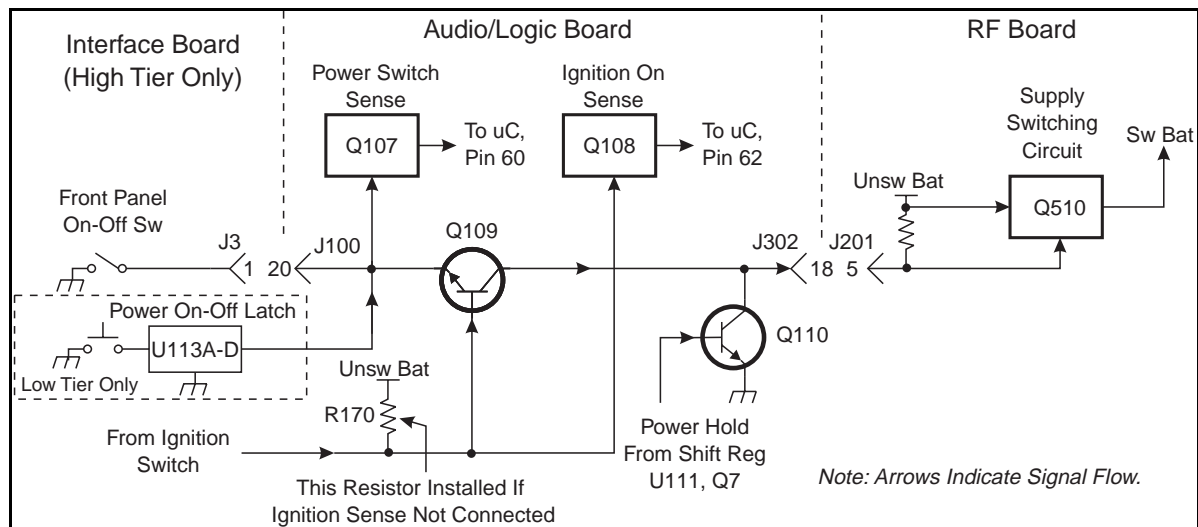 Interface Board
(High Tier Only)
Audio/Logic Board
RF Board
Power Switch
Sense
Q107
To uC,
Pin 60
Ignition On
Sense
Q108
To uC,
Pin 62
Supply
Switching
Circuit
Q510
Sw Bat
Unsw Bat
Front Panel
On-Off Sw
J3
1
20
J100
Q109
J302
18
J201
5
Power On-Off Latch
U113A-D
Low Tier Only
Q110
Unsw Bat
R170
From Ignition
Switch
This Resistor Installed If
Ignition Sense Not Connected
Power Hold
From Shift Reg
U111, Q7
Note: Arrows Indicate Signal Flow.